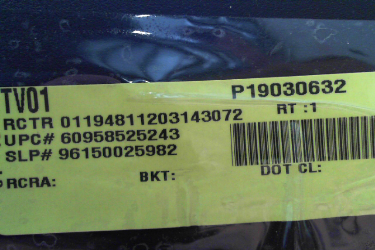 TV01 P19030632
RCTR 01194811203143072 RT :1
UPC# 60958525243
SLP# 96150025982
RCRA: BKT: DOT CL: